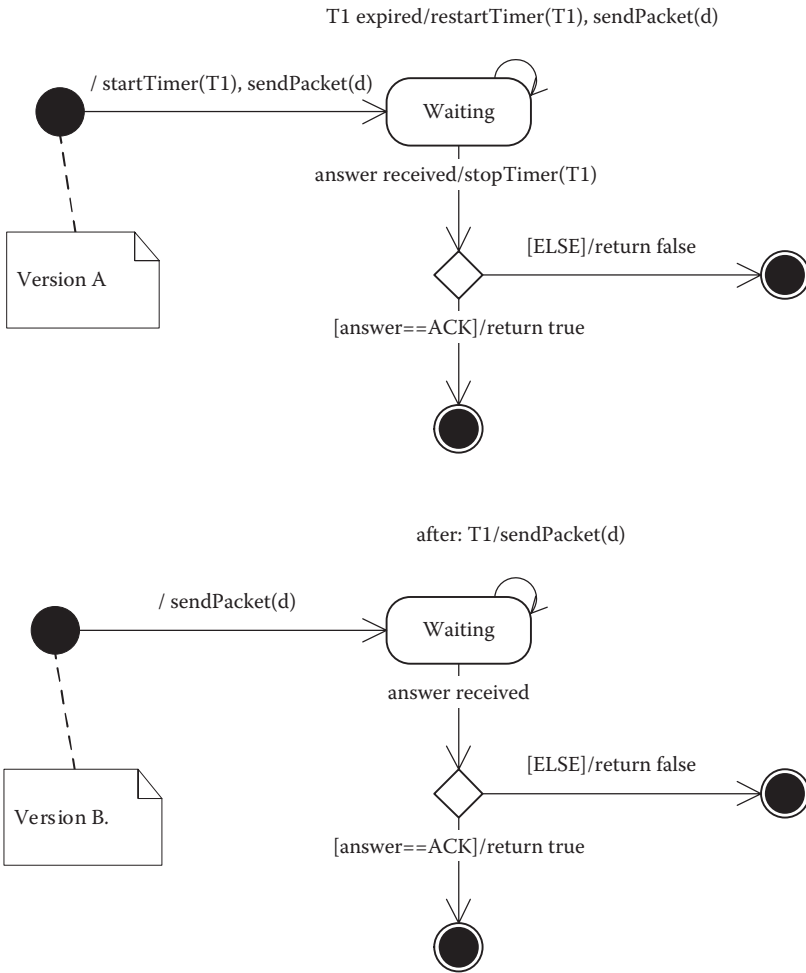 T1 expired/restartTimer(T1), sendPacket(d)
/ startTimer(T1), sendPacket(d)
Waiting
answer received/stopTimer(T1)
[ELSE]/return false
Version A
[answer==ACK]/return true
after: T1/sendPacket(d)
/ sendPacket(d)
Waiting
answer received
[ELSE]/return false
Version B.
[answer==ACK]/return true